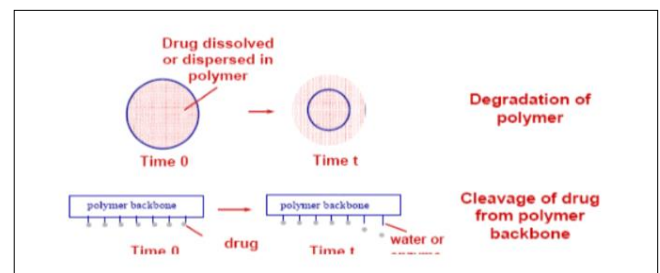 Drug dissolved
or dispersed in
polymer
Degradation of
polymer
Time 0
Time t
polymer backbone
polymer backbone
Cleavage of drug
from polymer
backbone
drug
water or
Time 0
Time t